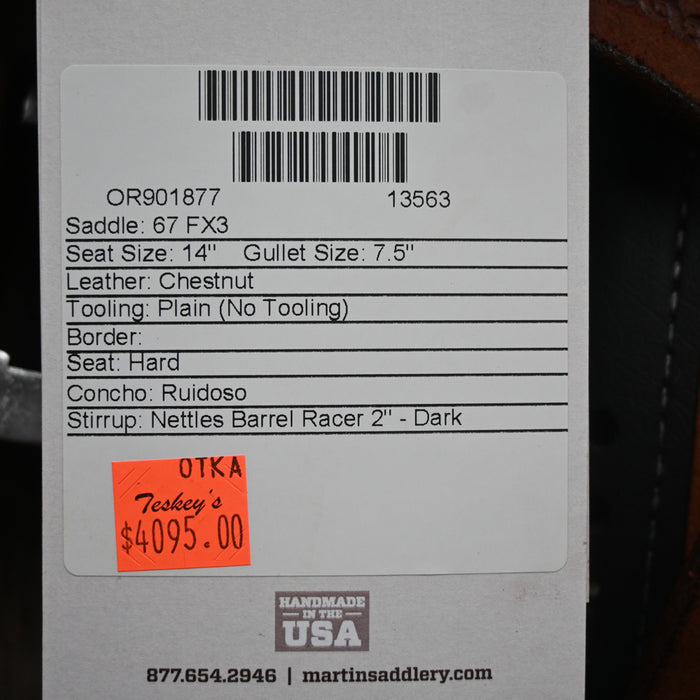 OR901877 13563
Saddle: 67 FX3
Seat Size: 14" Gullet Size: 7.5"
Leather: Chestnut
Tooling: Plain (No Tooling)
Border:
Seat: Hard
Concho: Ruidoso
Stirrup: Nettles Barrel Racer 2" - Dark
OTKA
Teskey's
$4095.00
HANDMADE
IN THE
USA
877.654.2946 | martinsaddlery.com